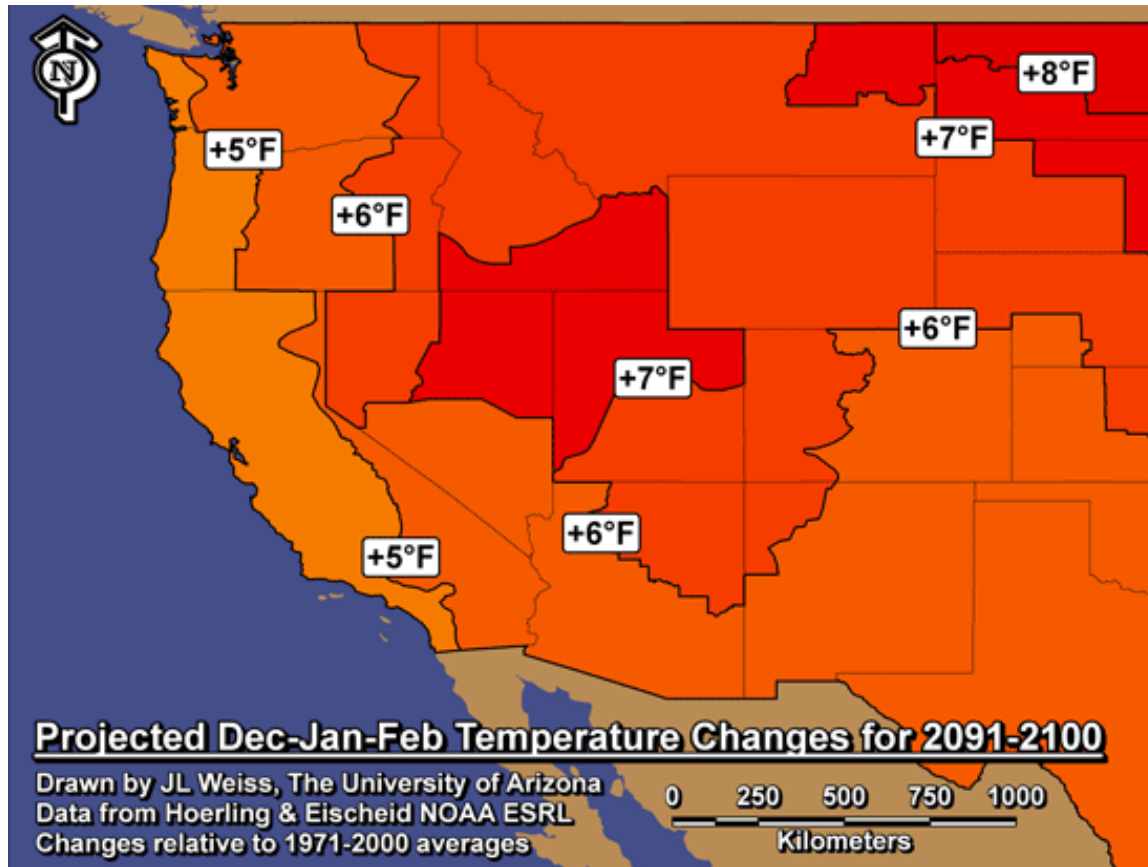 N
+8°F
+7°F
+5°F
+6°F
+6°F
+7°F
+6°F
+5°F
Projected Dec-Jan-Feb Temperature Changes for 2091-2100
Drawn by JL Weiss, The University of Arizona
Data from Hoerling & Eischeid NOAA ESRL
Changes relative to 1971-2000 averages
0 250 500 750 1000
Kilometers